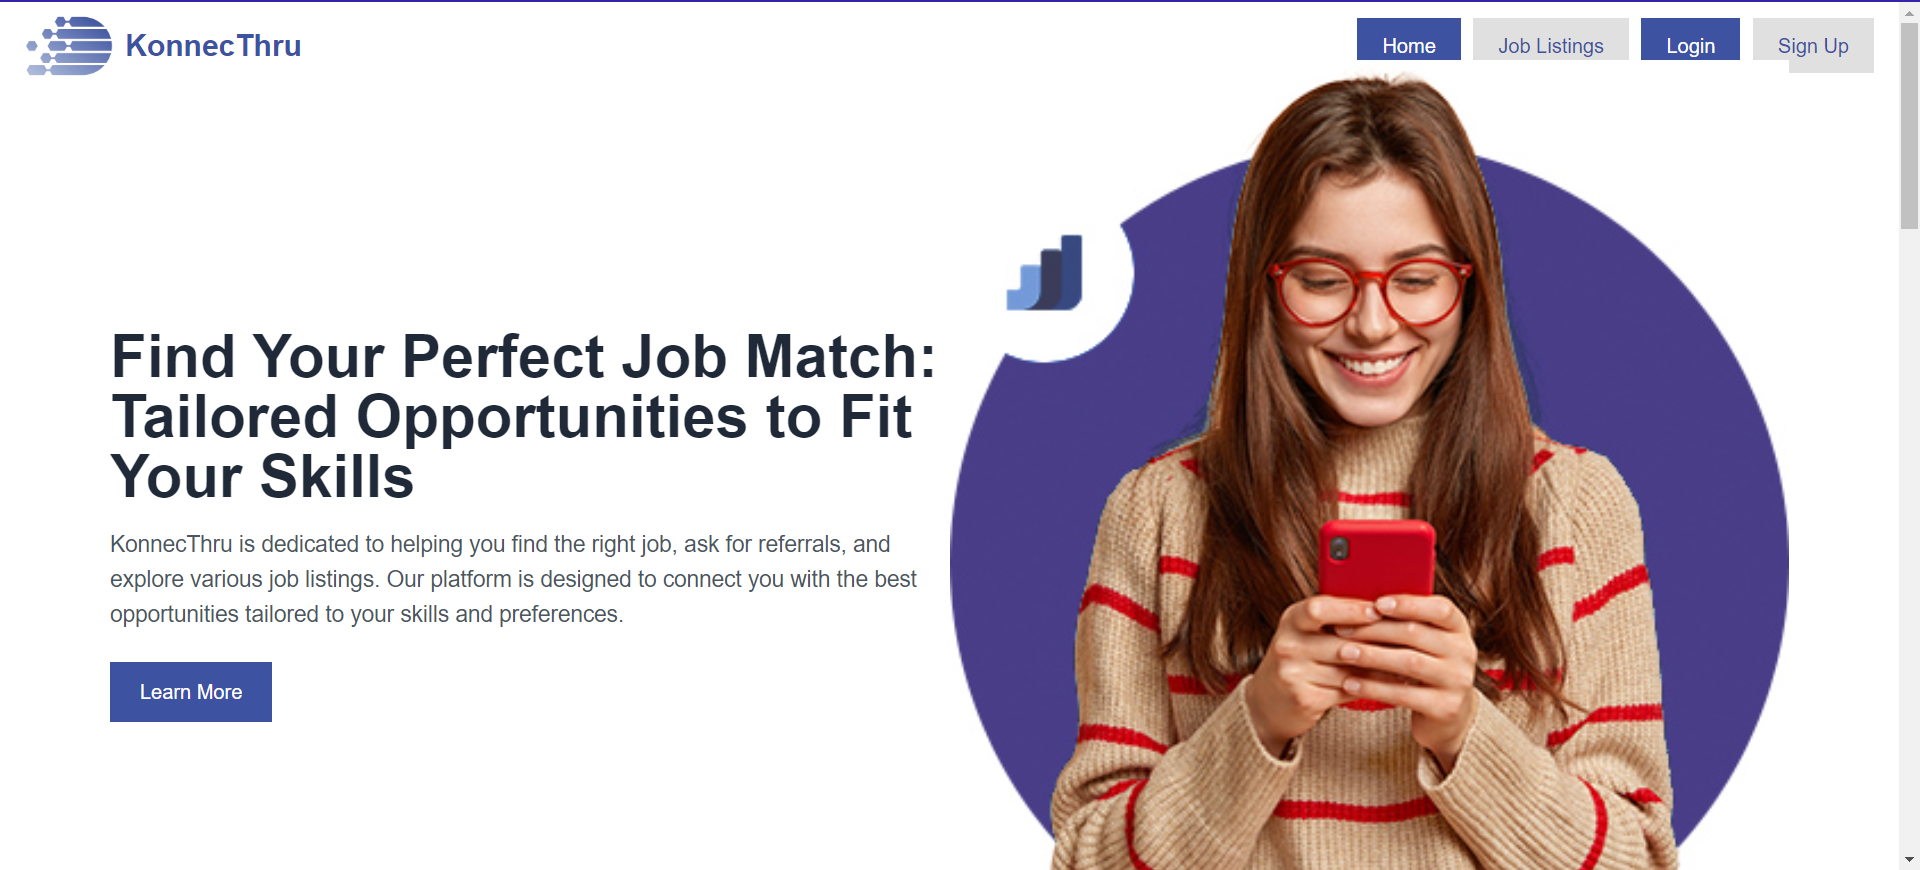 KonnecThru
Home
Job Listings
Login
Sign Up
Find Your Perfect Job Match:
Tailored Opportunities to Fit
Your Skills
KonnecThru is dedicated to helping you find the right job, ask for referrals, and
explore various job listings. Our platform is designed to connect you with the best
opportunities tailored to your skills and preferences.
Learn More